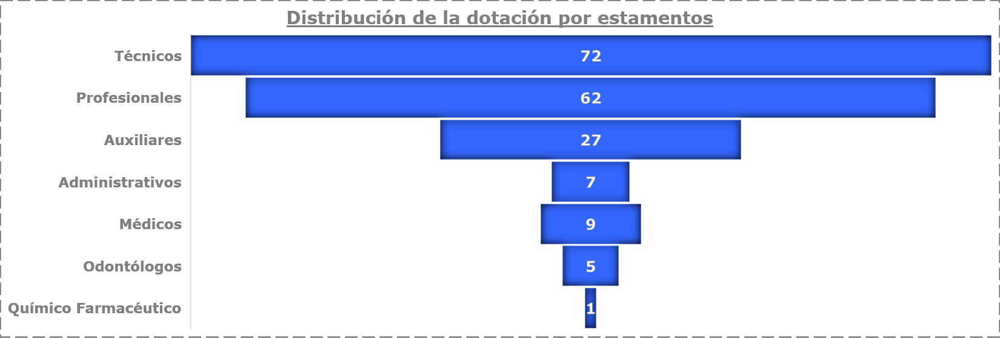 Distribución de la dotación por estamentos
Técnicos 72
Profesionales 62
Auxiliares 27
Administrativos 7
Médicos 9
Odontólogos 5
Químico Farmacéutico 1